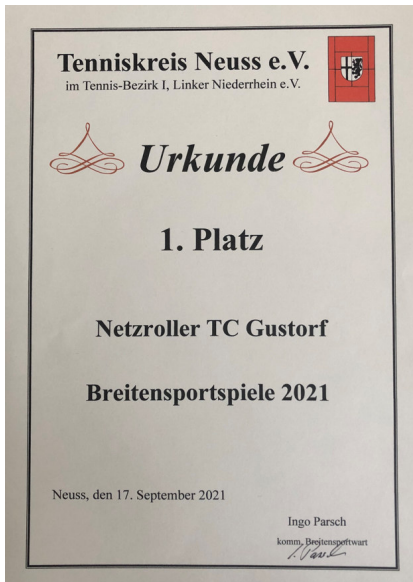 Tenniskreis Neuss e.V.
im Tennis-Bezirk I, Linker Niederrhein e.V.
Urkunde
1. Platz
Netzroller TC Gustorf
Breitensportspiele 2021
Neuss, den 17. September 2021
Ingo Parsch
komm. Breitensportwart
I. Parsch